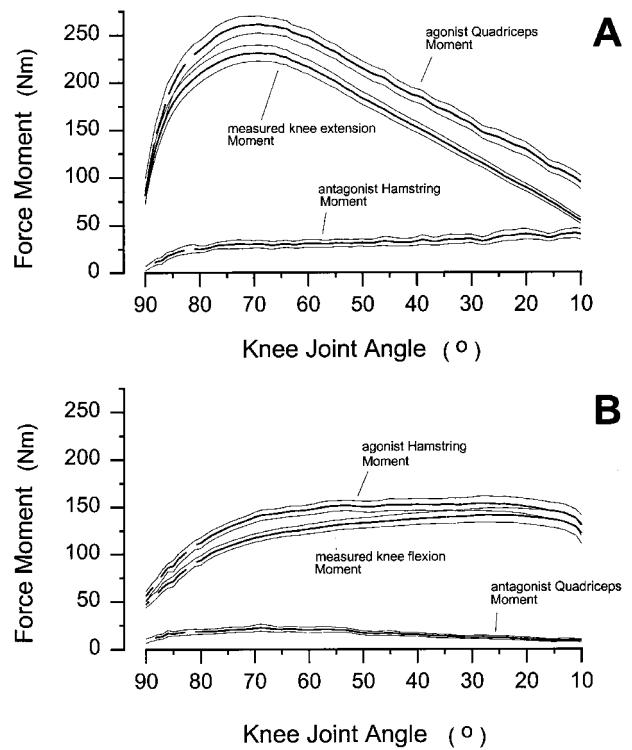 A
250
200
150
100
50
0
Force Moment (Nm)
agonist Quadriceps
Moment
measured knee extension
Moment
antagonist Hamstring
Moment
90 80 70 60 50 40 30 20 10
Knee Joint Angle (o)
B
250
200
150
100
50
0
Force Moment (Nm)
agonist Hamstring
Moment
measured knee flexion
Moment
antagonist Quadriceps
Moment
90 80 70 60 50 40 30 20 10
Knee Joint Angle (o)